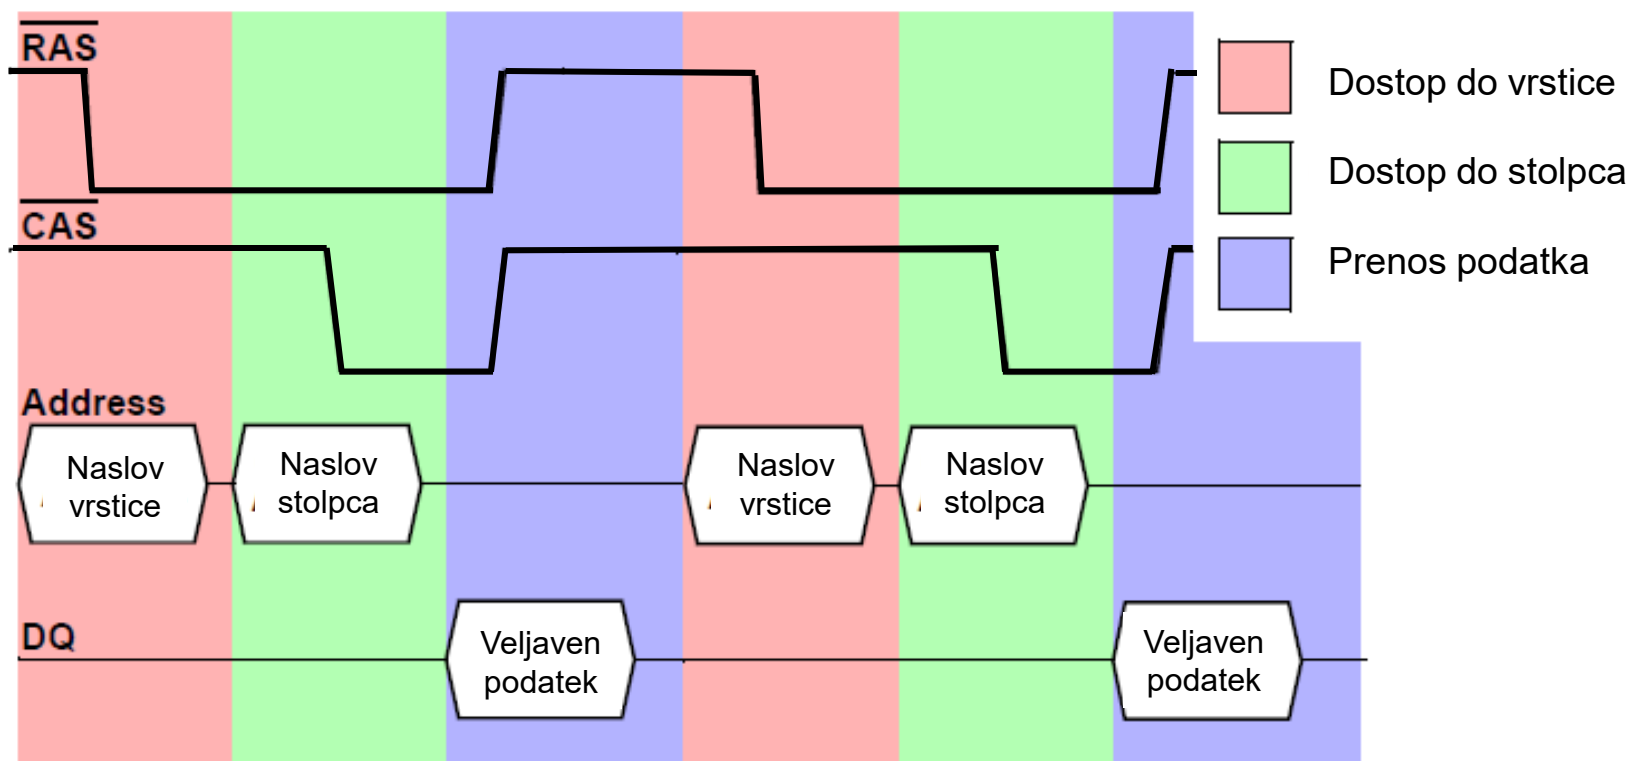 RAS
CAS
Address
Naslov
vrstice
Naslov
stolpca
Naslov
vrstice
Naslov
stolpca
DQ
Veljaven
podatek
Veljaven
podatek
Dostop do vrstice
Dostop do stolpca
Prenos podatka